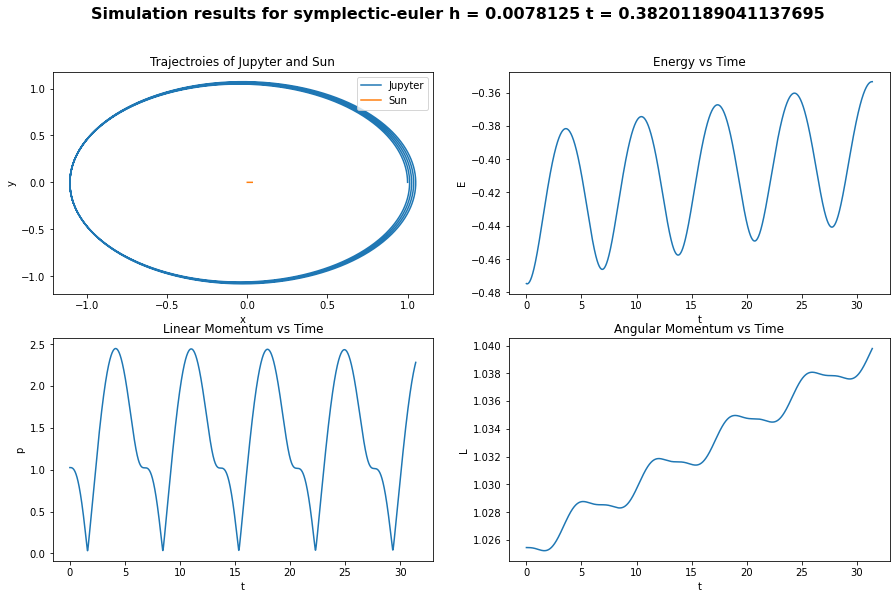 Simulation results for symplectic-euler h = 0.0078125 t = 0.38201189041137695
Trajectroies of Jupyter and Sun
1.0
0.5
0.0
−0.5
−1.0
y
Jupyter
Sun
−1.0 −0.5 0.0 0.5 1.0
x
Energy vs Time
−0.36
−0.38
−0.40
−0.42
−0.44
−0.46
−0.48
E
0 5 10 15 20 25 30
t
Linear Momentum vs Time
2.5
2.0
1.5
1.0
0.5
0.0
p
0 5 10 15 20 25 30
t
Angular Momentum vs Time
1.040
1.038
1.036
1.034
1.032
1.030
1.028
1.026
L
0 5 10 15 20 25 30
t